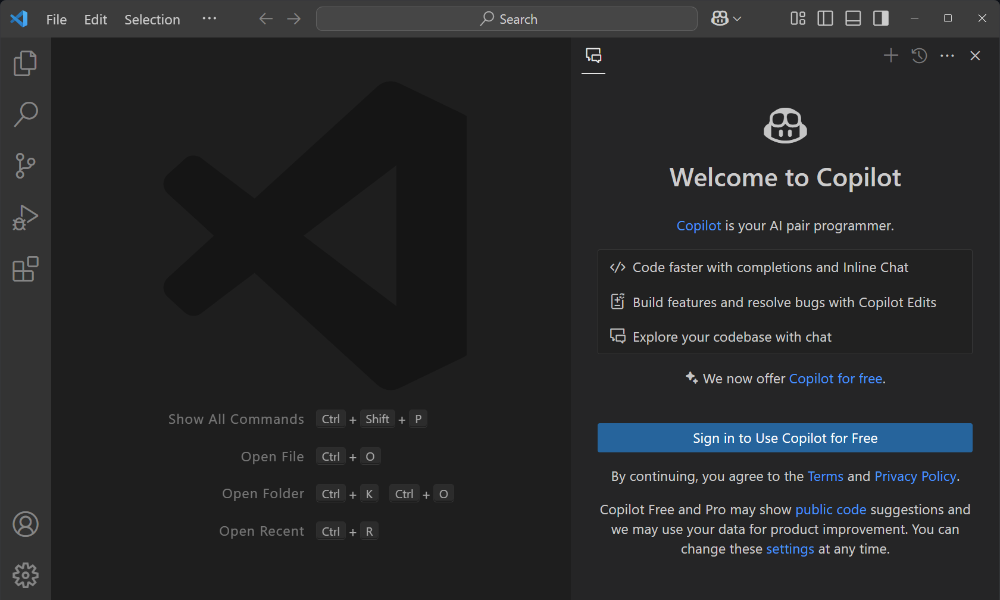 File Edit Selection ··· Search
Welcome to Copilot
Copilot is your AI pair programmer.
Code faster with completions and Inline Chat
Build features and resolve bugs with Copilot Edits
Explore your codebase with chat
We now offer Copilot for free.
Sign in to Use Copilot for Free
By continuing, you agree to the Terms and Privacy Policy.
Copilot Free and Pro may show public code suggestions and
we may use your data for product improvement. You can
change these settings at any time.
Show All Commands Ctrl + Shift + P
Open File Ctrl + O
Open Folder Ctrl + K Ctrl + O
Open Recent Ctrl + R